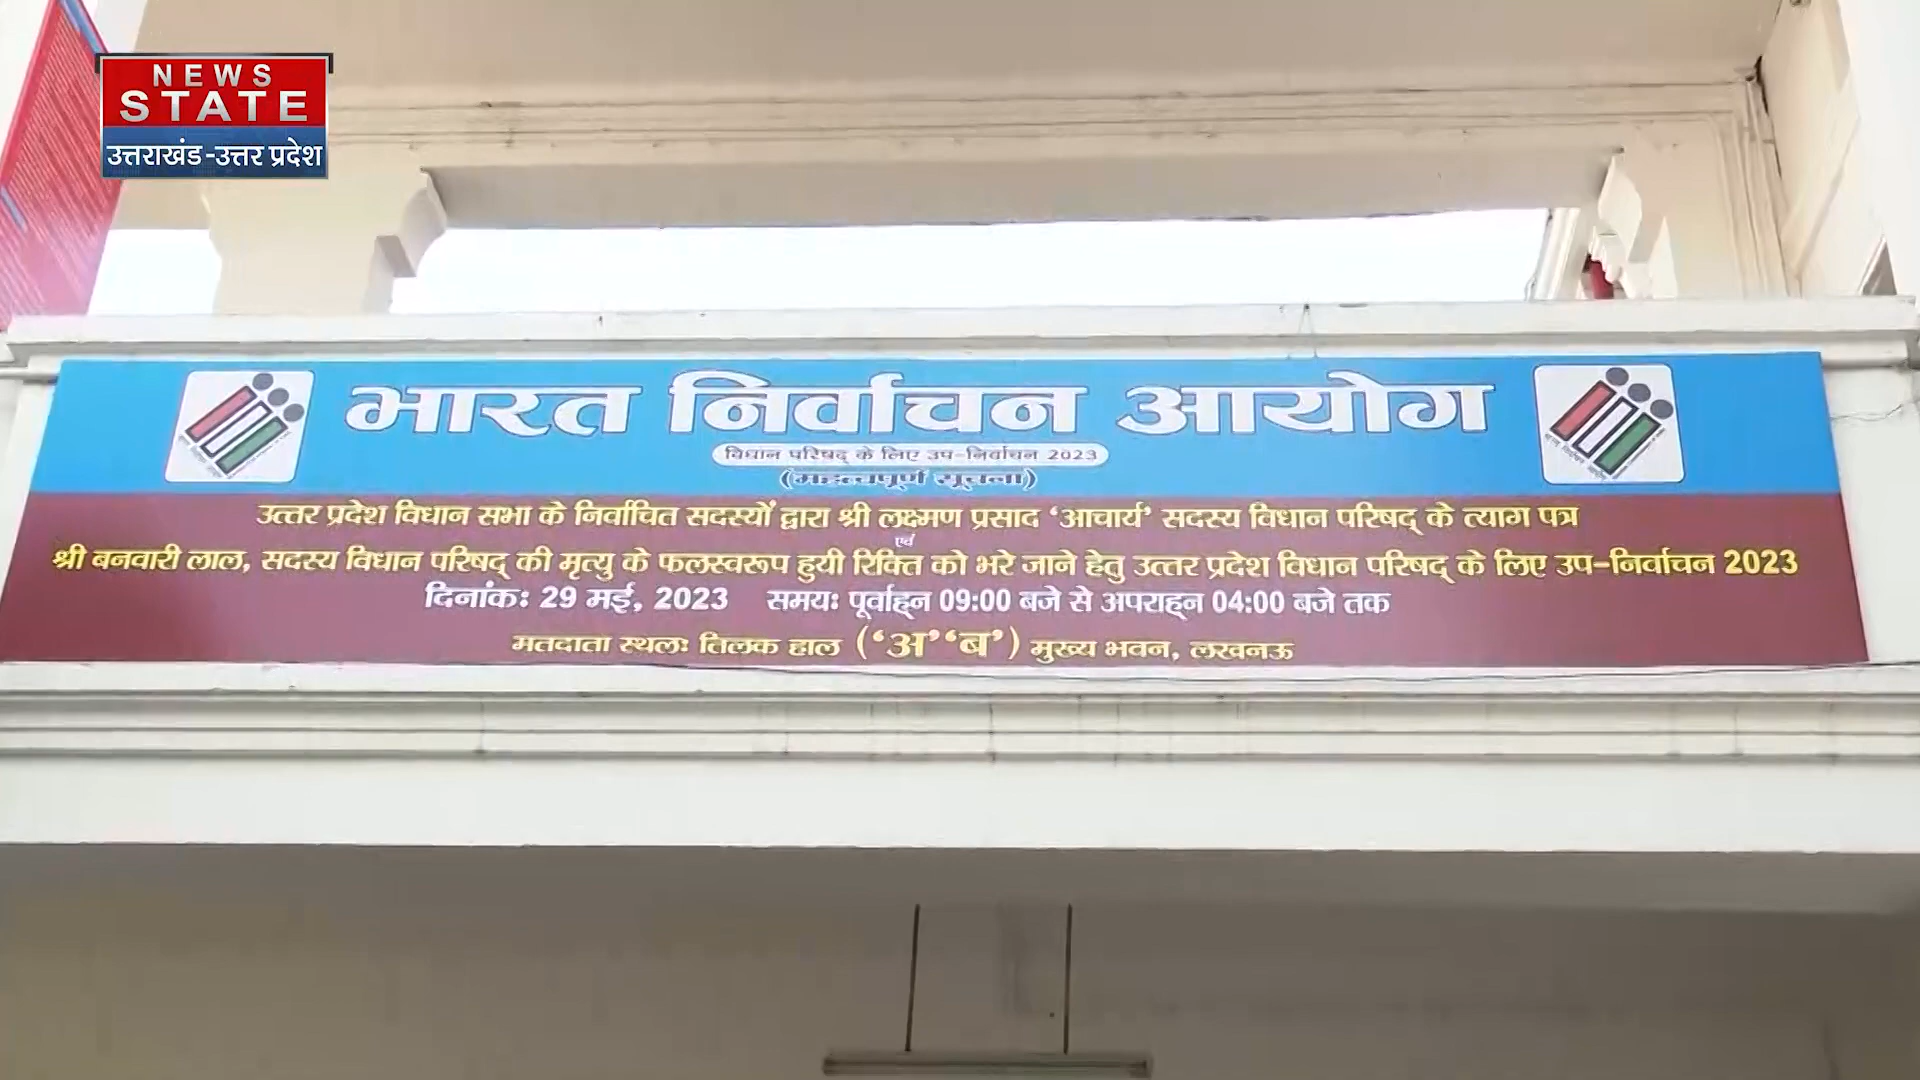 NEWS
STATE
उत्तराखंड-उत्तर प्रदेश
भारत निर्वाचन आयोग
विधान परिषद् के लिए उप-निर्वाचन 2023
(महत्वपूर्ण सूचना)
उत्तर प्रदेश विधान सभा के निर्वाचित सदस्यों द्वारा श्री लक्ष्मण प्रसाद ‘आचार्य’ सदस्य विधान परिषद् के त्याग पत्र
एवं
श्री बनवारी लाल, सदस्य विधान परिषद् की मृत्यु के फलस्वरूप हुयी रिक्ति को भरे जाने हेतु उत्तर प्रदेश विधान परिषद् के लिए उप-निर्वाचन 2023
दिनांकः 29 मई, 2023 समयः पूर्वाह्न 09:00 बजे से अपराह्न 04:00 बजे तक
मतदाता स्थलः तिलक हाल (‘अ’‘ब’) मुख्य भवन, लखनऊ